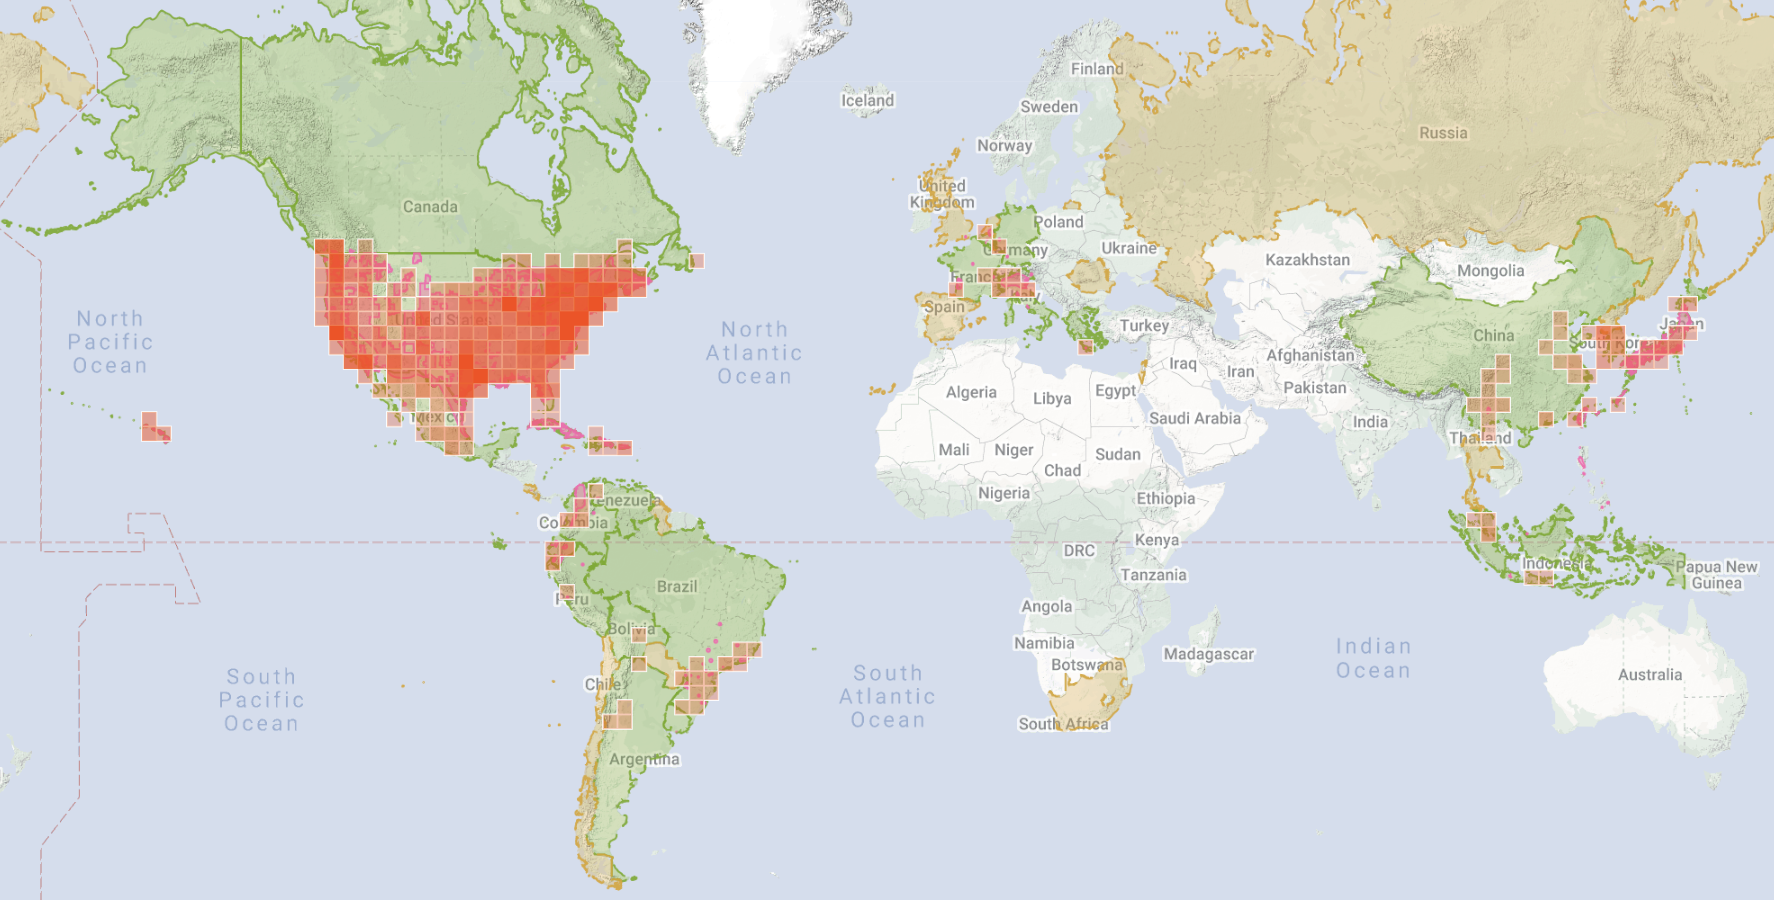 Iceland
Finland
Sweden
Norway
Russia
United
Kingdom
Canada
Poland
Germany
Ukraine
Kazakhstan
Mongolia
France
Italy
Spain
North
Pacific
Ocean
United States
North
Atlantic
Ocean
Turkey
China
Japan
South Korea
Iraq
Iran
Afghanistan
Pakistan
Algeria
Libya
Egypt
Saudi Arabia
India
Mexico
Thailand
Mali
Niger
Chad
Sudan
Nigeria
Ethiopia
Venezuela
Colombia
DRC
Kenya
Tanzania
Indonesia
Papua New
Guinea
Brazil
Peru
Angola
Bolivia
Namibia
Botswana
Madagascar
Indian
Ocean
Australia
South
Pacific
Ocean
Chile
South
Atlantic
Ocean
South Africa
Argentina